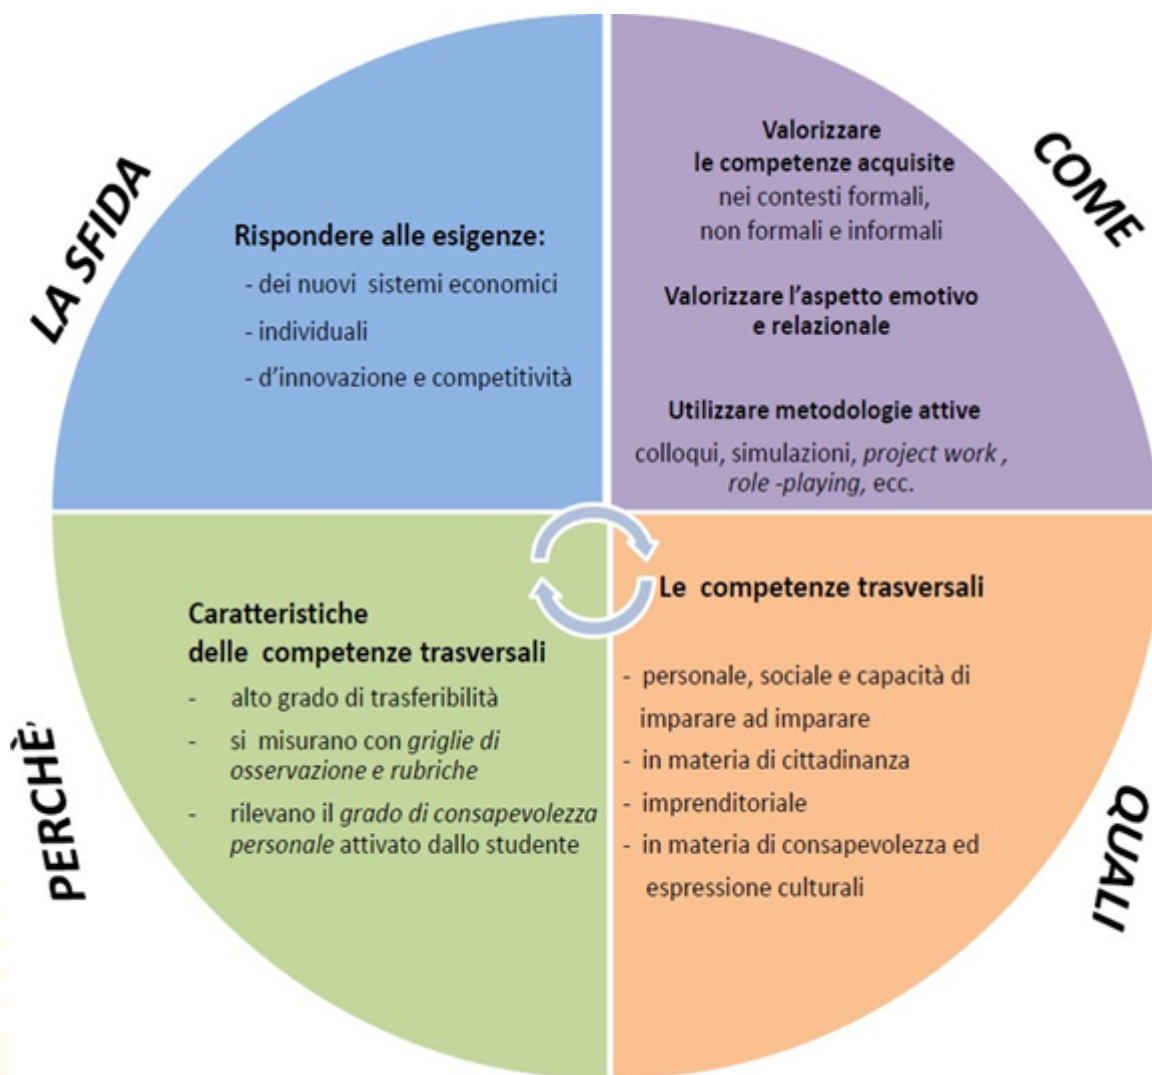 LA SFIDA
Rispondere alle esigenze:
- dei nuovi sistemi economici
- individuali
- d'innovazione e competitività
COME
Valorizzare
le competenze acquisite
nei contesti formali,
non formali e informali
Valorizzare l'aspetto emotivo
e relazionale
Utilizzare metodologie attive
colloqui, simulazioni, project work ,
role -playing, ecc.
PERCHÈ'
Caratteristiche
delle competenze trasversali
- alto grado di trasferibilità
- si misurano con griglie di
osservazione e rubriche
- rilevano il grado di consapevolezza
personale attivato dallo studente
QUALI
Le competenze trasversali
- personale, sociale e capacità di
imparare ad imparare
- in materia di cittadinanza
- imprenditoriale
- in materia di consapevolezza ed
espressione culturali